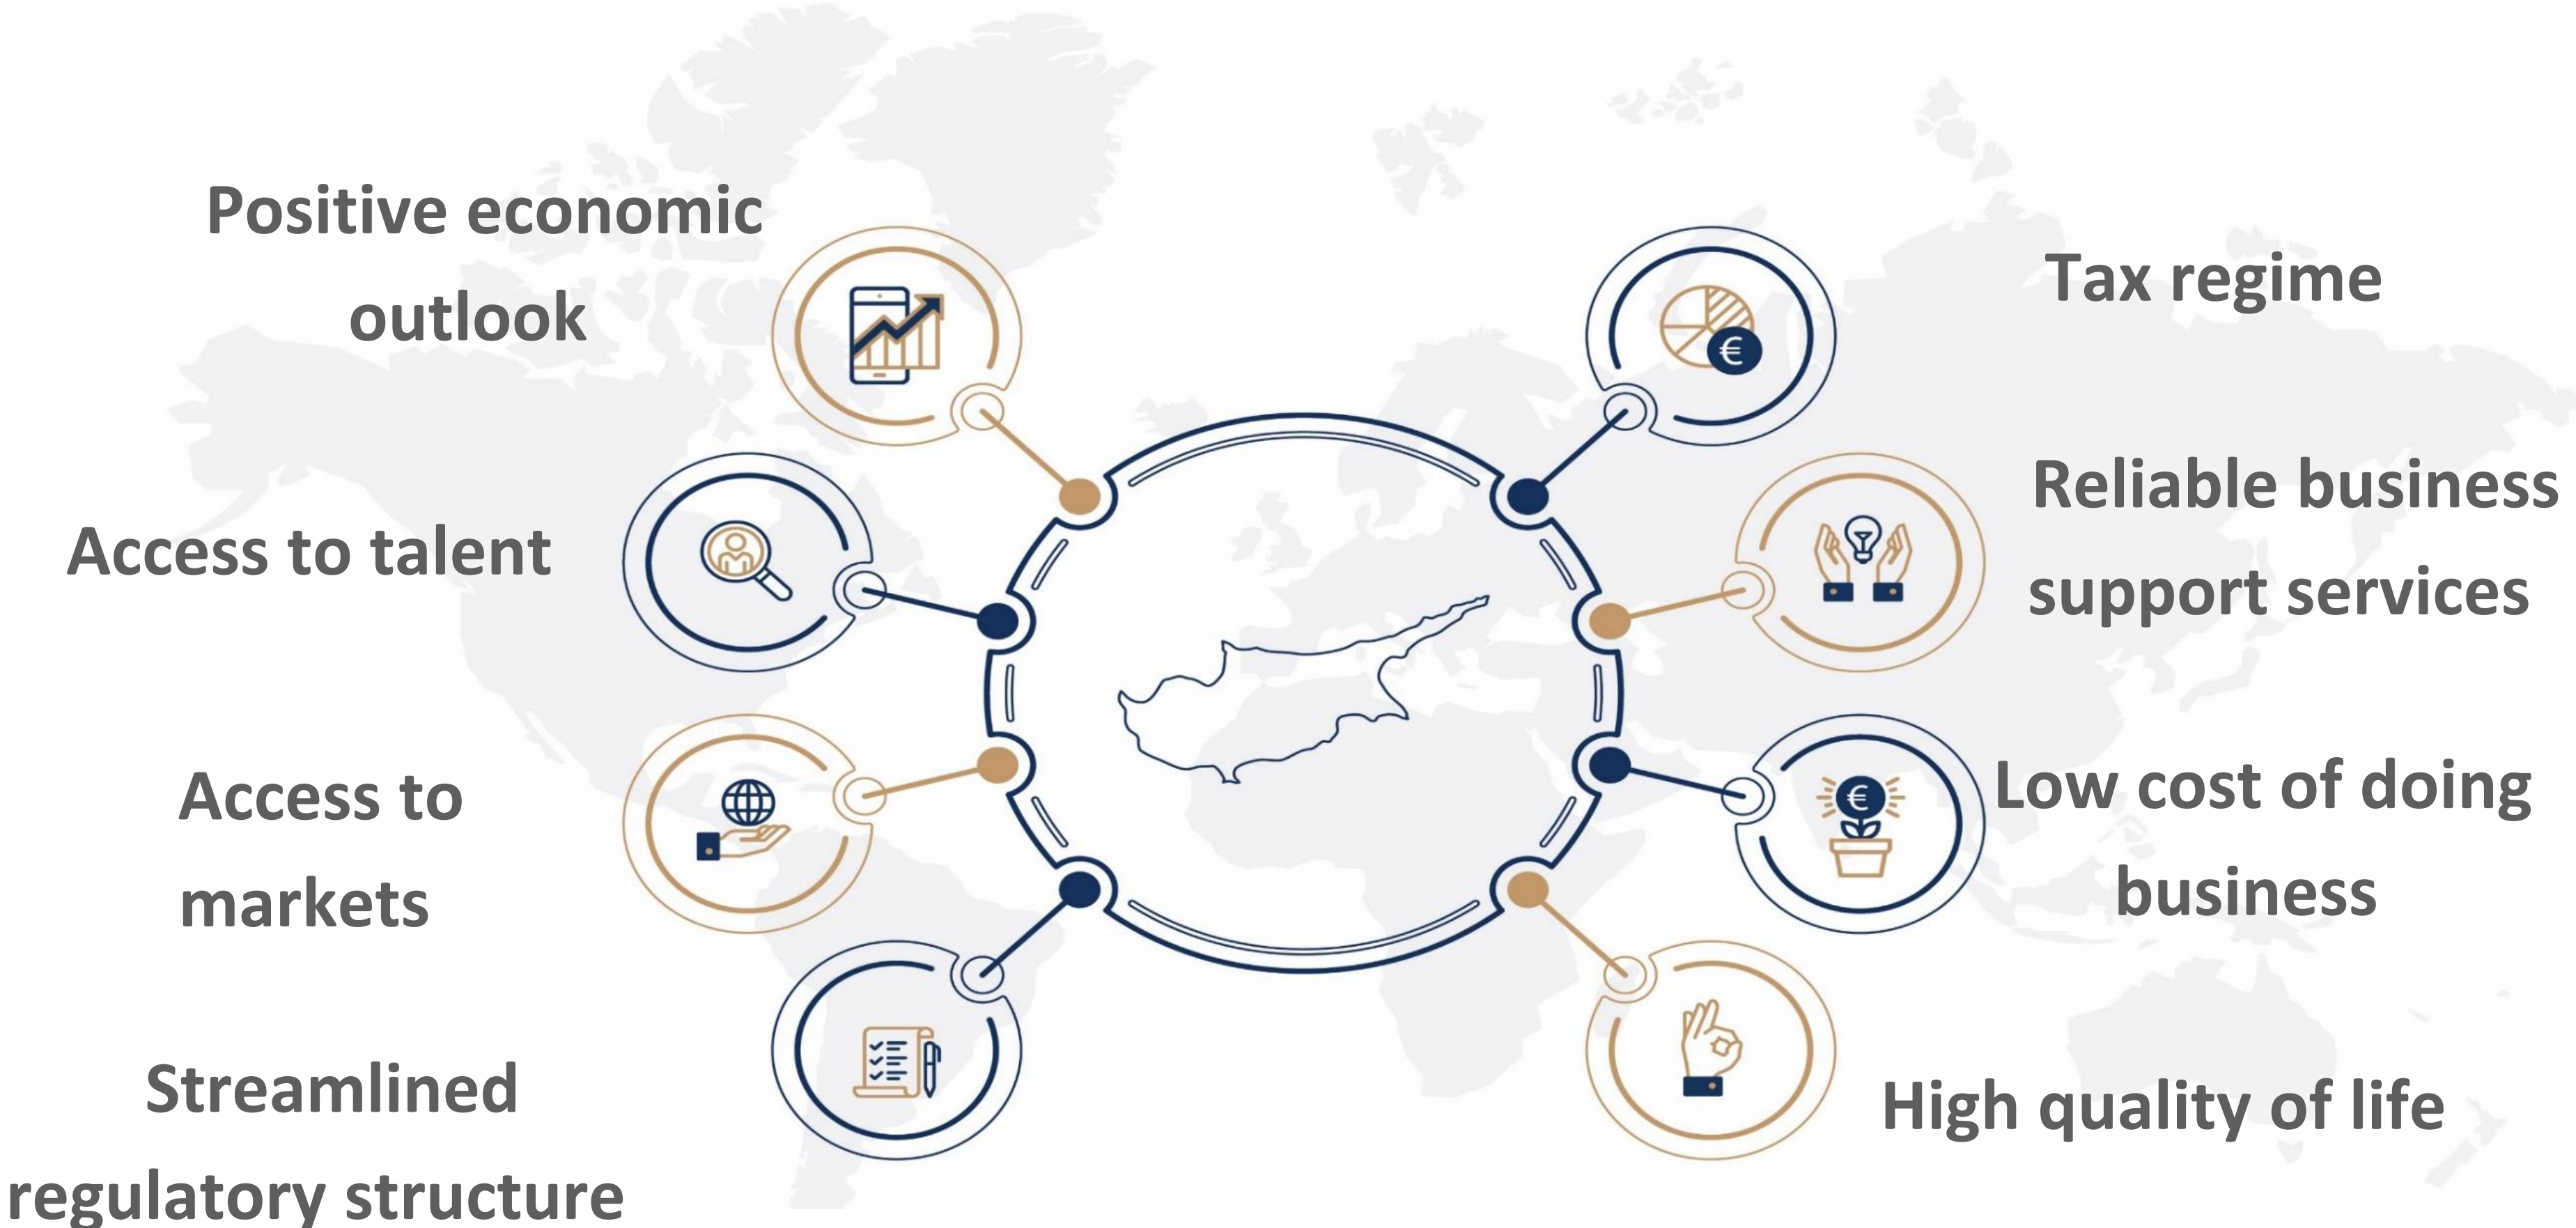 Positive economic
outlook
Access to talent
Access to
markets
Streamlined
regulatory structure
Tax regime
€
Reliable business
support services
Low cost of doing
business
€
High quality of life